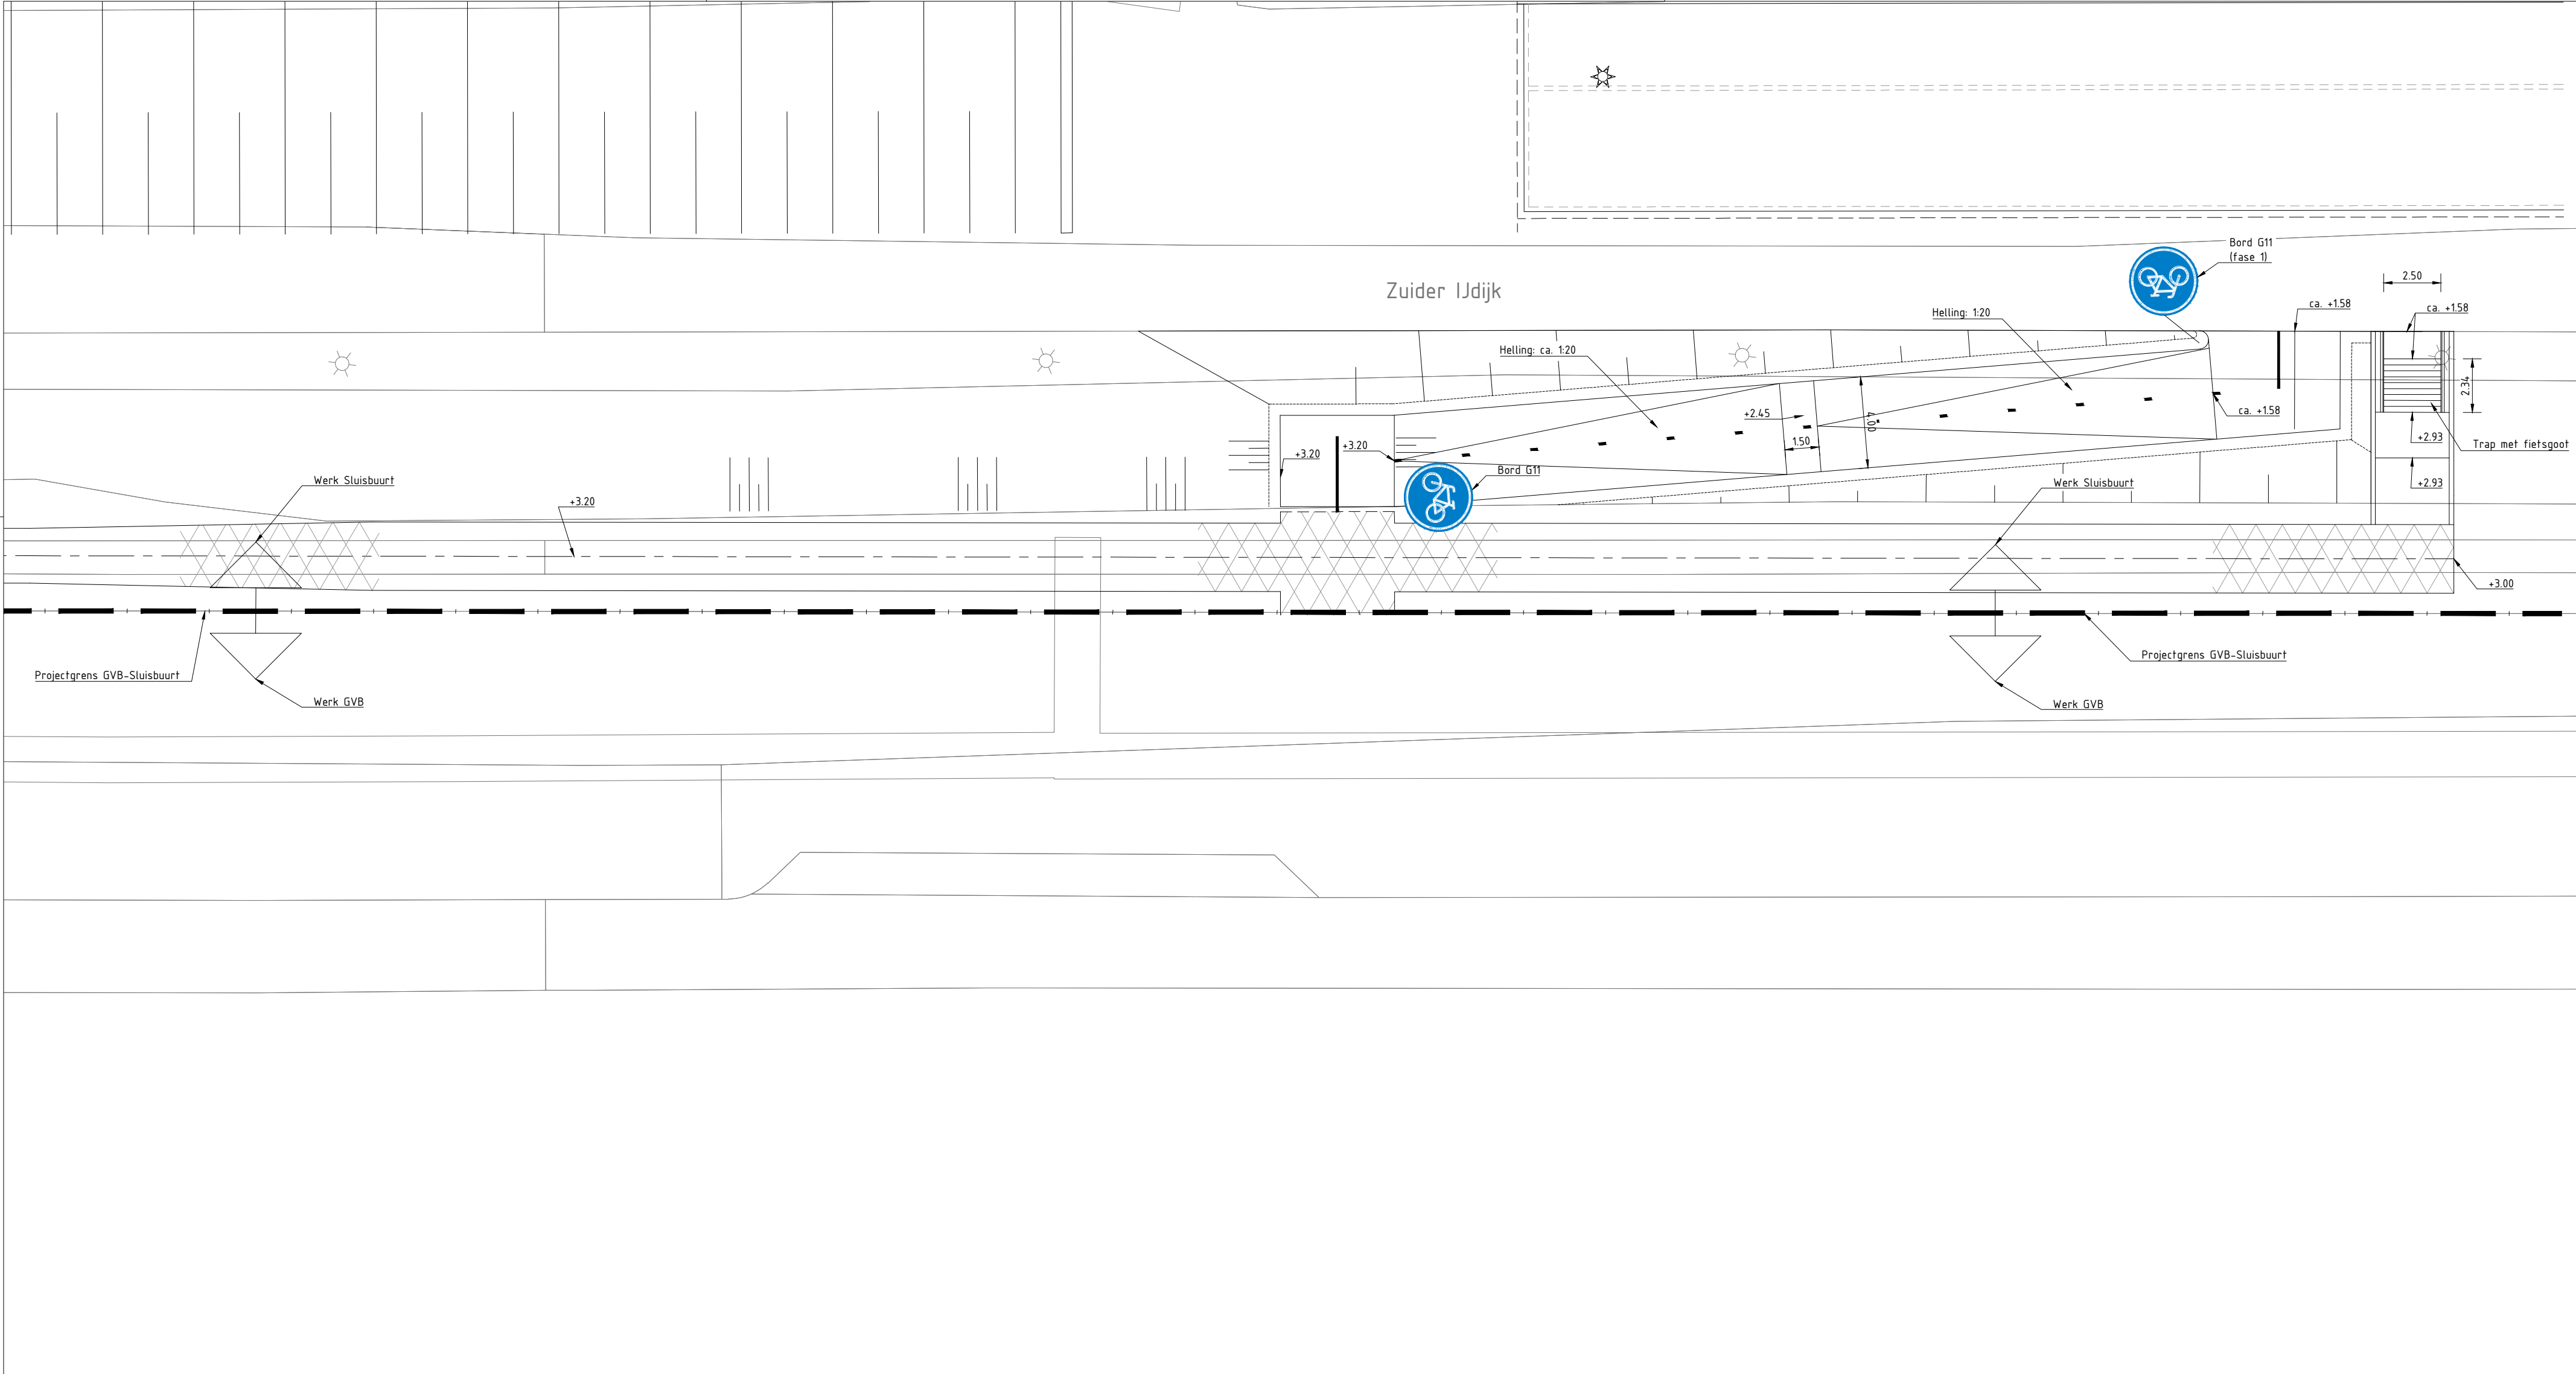 Bord G11
(fase 1)
2.50
Zuider IJdijk
ca. +1.58
ca. +1.58
Helling: 1:20
Helling: ca. 1:20
2.34
+2.45
4.00
ca. +1.58
1.50
+2.93
Trap met fietsgoot
+3.20
+3.20
Bord G11
+2.93
Werk Sluisbuurt
Werk Sluisbuurt
+3.20
+3.00
Projectgrens GVB-Sluisbuurt
Projectgrens GVB-Sluisbuurt
Werk GVB
Werk GVB